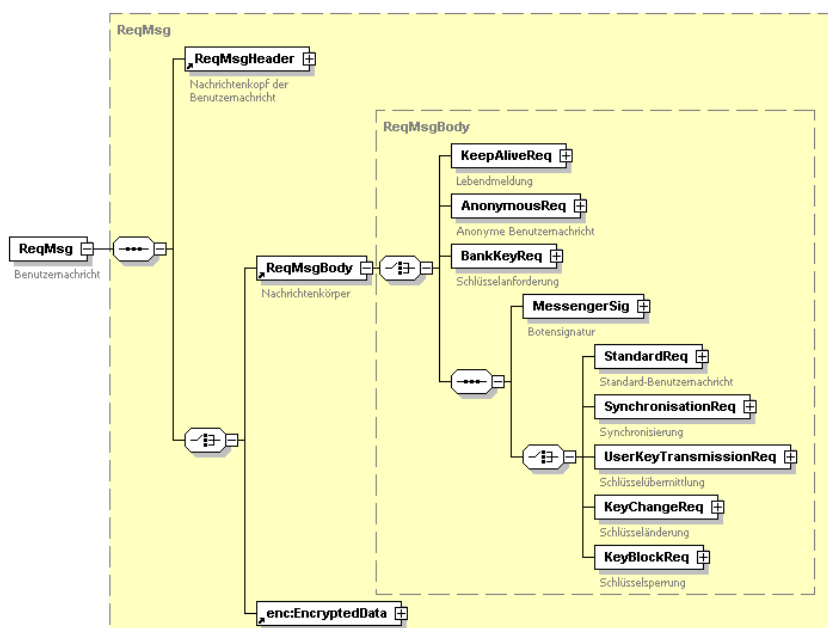 ReqMsg
ReqMsgHeader
Nachrichtenkopf der
Benutzernachricht
ReqMsgBody
KeepAliveReq
Lebendmeldung
AnonymousReq
Anonyme Benutzernachricht
ReqMsg
Benutzernachricht
ReqMsgBody
Nachrichtenkörper
BankKeyReq
Schlüsselanforderung
MessengerSig
Botensignatur
StandardReq
Standard-Benutzernachricht
SynchronisationReq
Synchronisierung
UserKeyTransmissionReq
Schlüsselübermittlung
KeyChangeReq
Schlüsseländerung
KeyBlockReq
Schlüsselsperrung
enc:EncryptedData